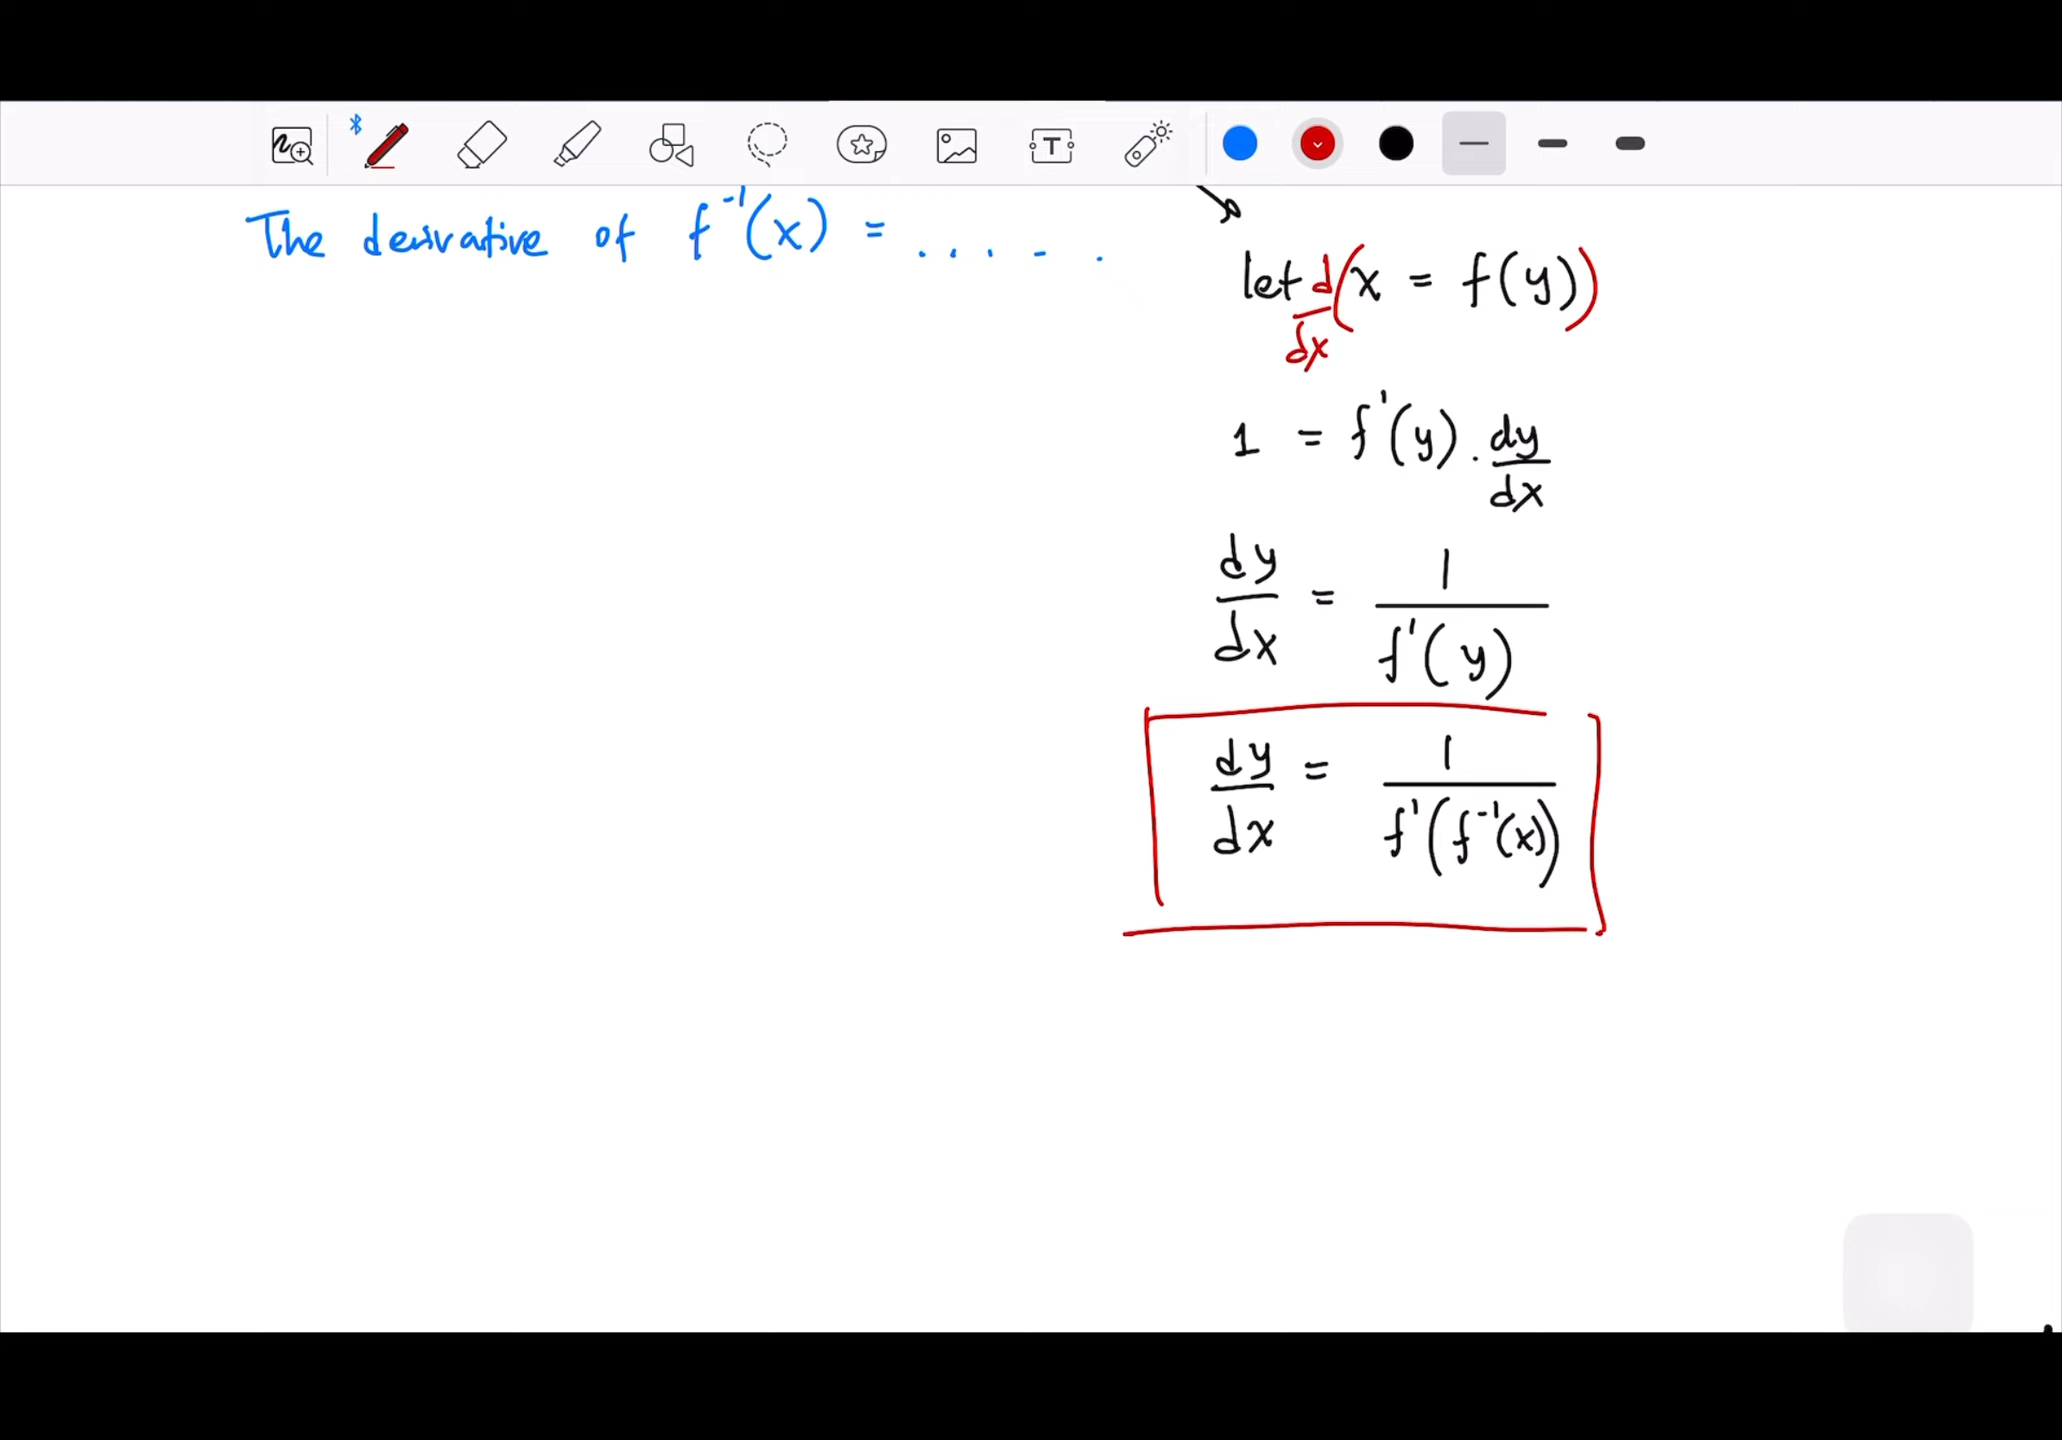 The derivative of f⁻¹(x) = .....
let d/dx (x = f(y))
1 = f'(y) . dy/dx
dy/dx = 1/f'(y)
dy/dx = 1/f'(f⁻¹(x))